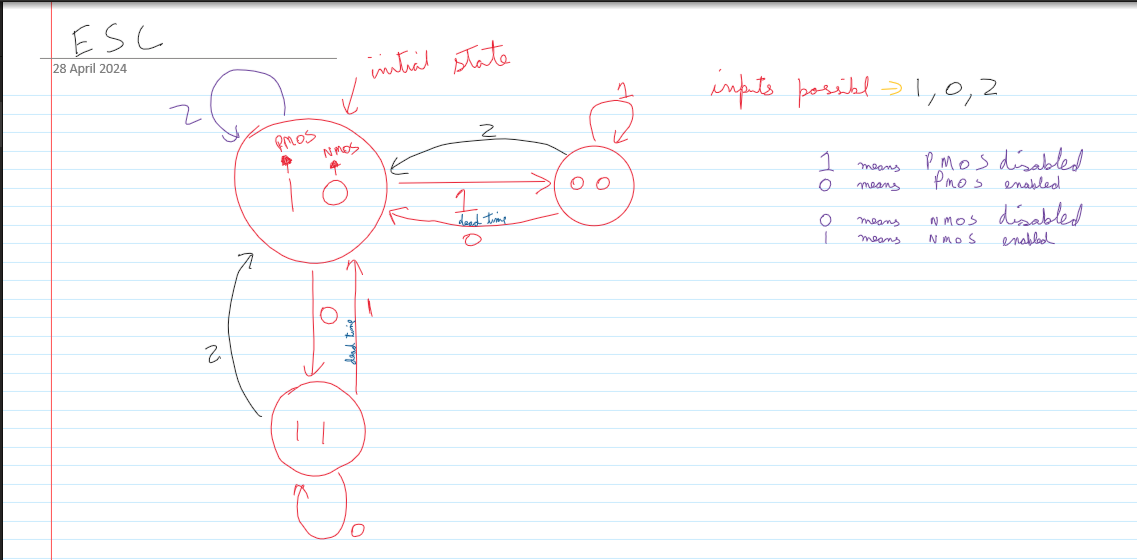 ESC
28 April 2024
initial state
inputs possibl → 1, 0, 2
2
PMOS
NMOS
1 0
2
1
0 0
1
dead time
0
1 means PMOS disabled
0 means PMOS enabled
0 means NMOS disabled
1 means NMOS enabled
2
0
dead time
1
1 1
0